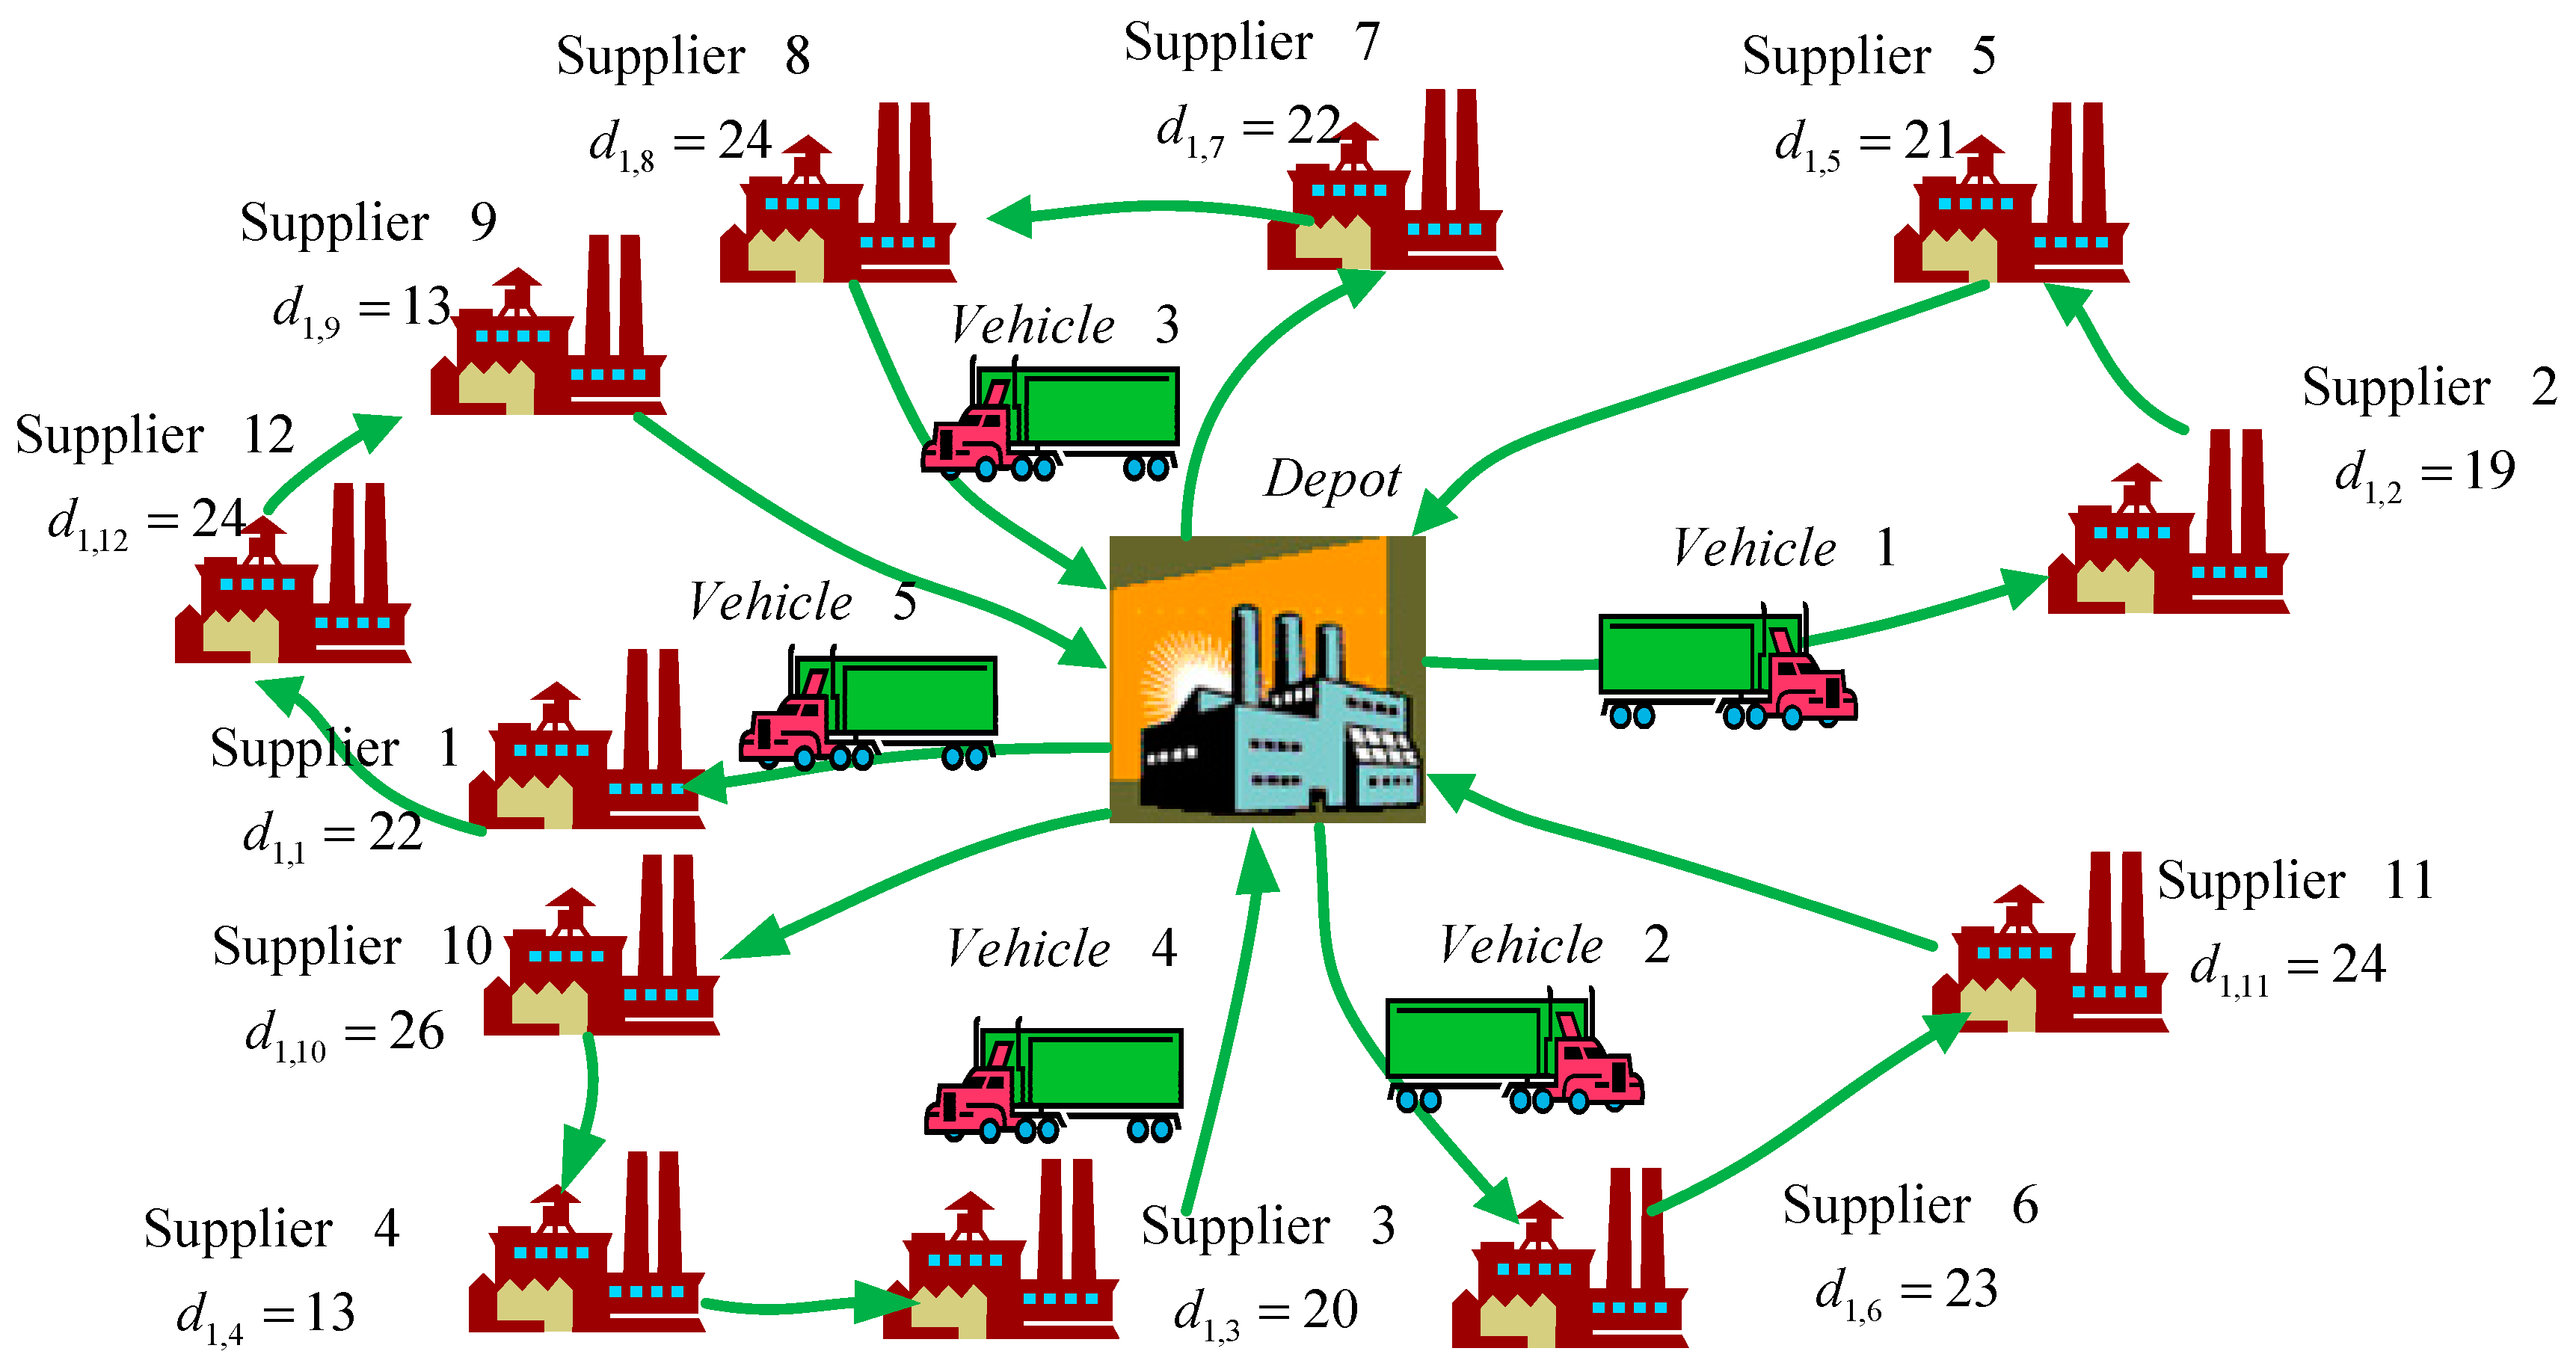 Supplier 8
d1,8 = 24
Supplier 7
d1,7 = 22
Supplier 5
d1,5 = 21
Supplier 9
d1,9 = 13
Vehicle 3
Supplier 2
d1,2 = 19
Supplier 12
d1,12 = 24
Depot
Vehicle 1
Vehicle 5
Supplier 1
d1,1 = 22
Supplier 10
d1,10 = 26
Vehicle 4
Vehicle 2
Supplier 11
d1,11 = 24
Supplier 4
d1,4 = 13
Supplier 3
d1,3 = 20
Supplier 6
d1,6 = 23